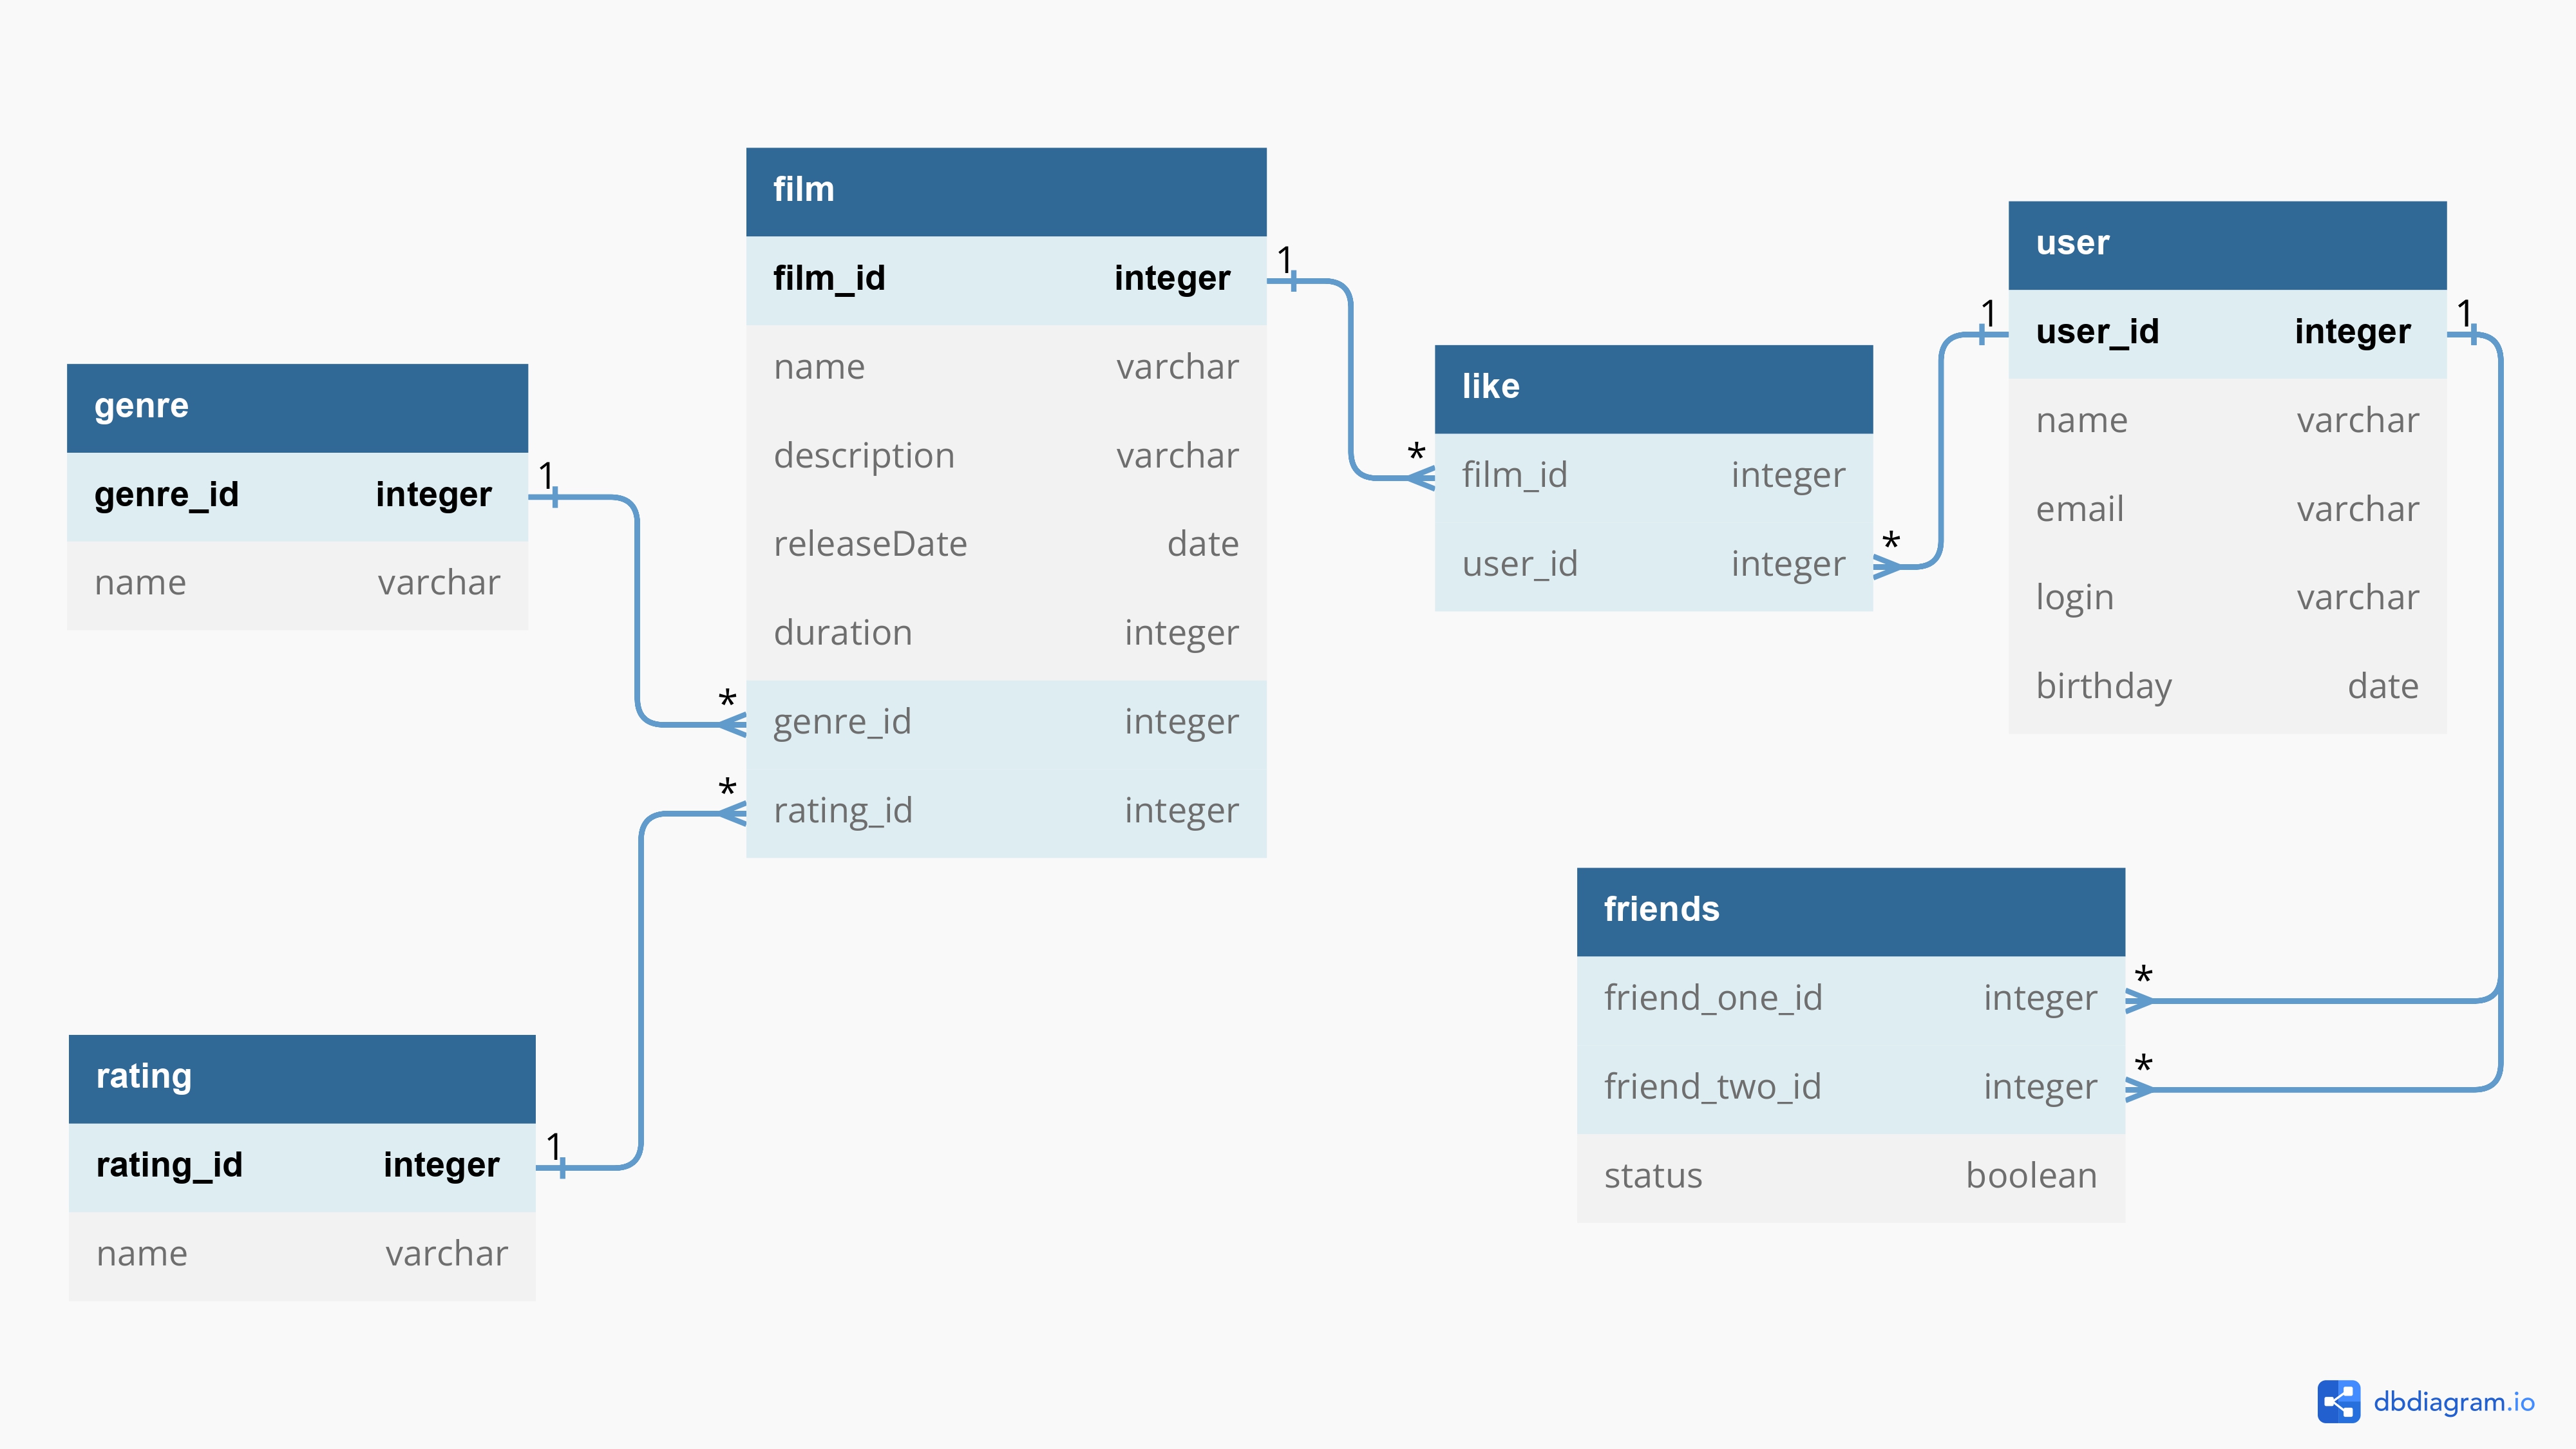 genre
genre_id integer
name varchar
rating
rating_id integer
name varchar
film
film_id integer
name varchar
description varchar
releaseDate date
duration integer
genre_id integer
rating_id integer
like
film_id integer
user_id integer
user
user_id integer
name varchar
email varchar
login varchar
birthday date
friends
friend_one_id integer
friend_two_id integer
status boolean
1
*
1
*
1
*
1
*
1
*
*
dbdiagram.io